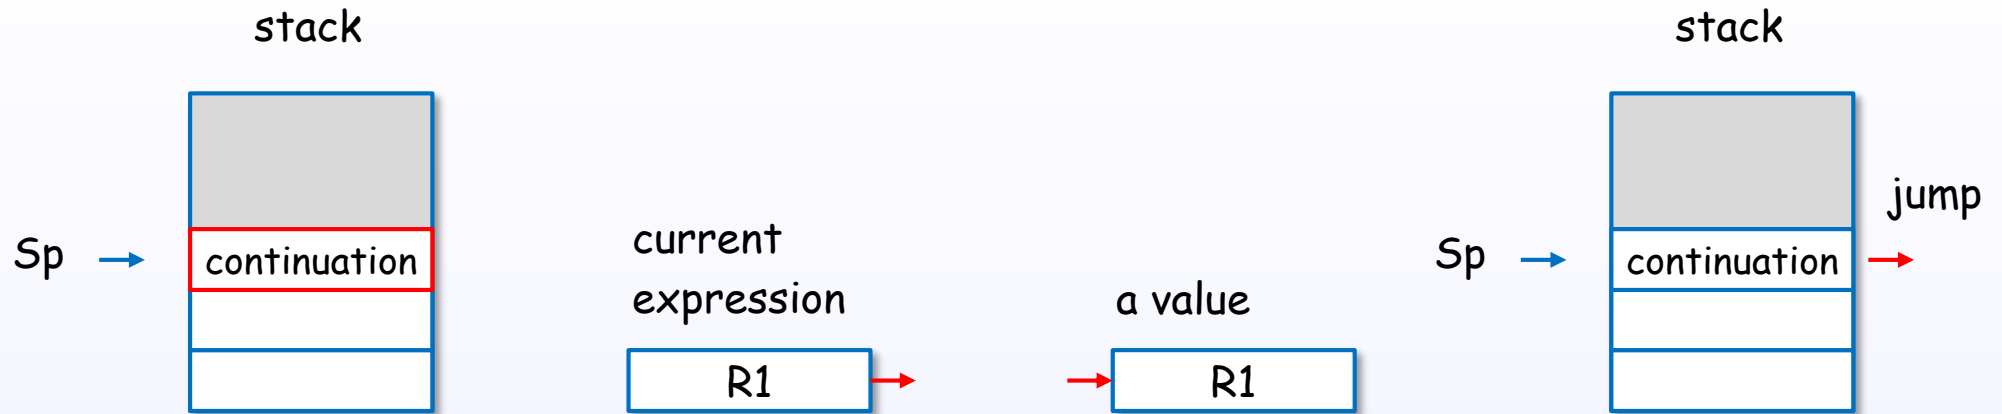 stack
Sp
continuation
current
expression
R1
a value
R1
stack
Sp
continuation
jump